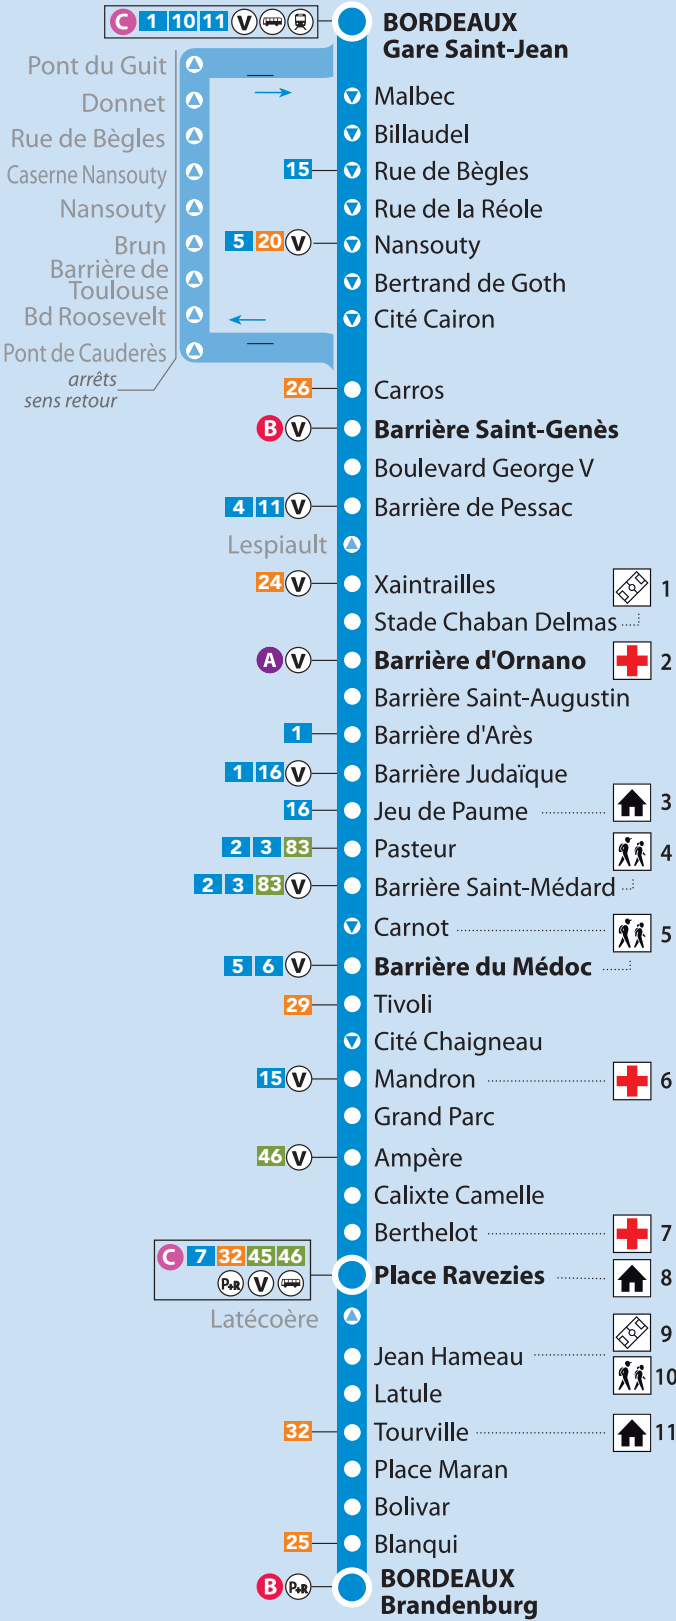 C 1 10 11 V
BORDEAUX
Gare Saint-Jean
Pont du Guit
Donnet
Rue de Bègles
Caserne Nansouty
Nansouty
Brun
Barrière de
Toulouse
Bd Roosevelt
Pont de Cauderès
arrêts
sens retour
Malbec
Billaudel
15 Rue de Bègles
Rue de la Réole
5 20 V Nansouty
Bertrand de Goth
Cité Cairon
26 Carros
B V Barrière Saint-Genès
Boulevard George V
4 11 V Barrière de Pessac
Lespiault
24 V Xaintrailles 1
Stade Chaban Delmas
A V Barrière d'Ornano 2
Barrière Saint-Augustin
1 Barrière d'Arès
1 16 V Barrière Judaïque
16 Jeu de Paume 3
2 3 83 Pasteur 4
2 3 83 V Barrière Saint-Médard
Carnot 5
5 6 V Barrière du Médoc
29 Tivoli
Cité Chaigneau
15 V Mandron 6
Grand Parc
46 V Ampère
Calixte Camelle
Berthelot 7
C 7 32 45 46
P+R V
Place Ravezies 8
Latécoère
9
Jean Hameau
10
Latule
32 Tourville 11
Place Maran
Bolivar
25 Blanqui
B P+R BORDEAUX
Brandenburg